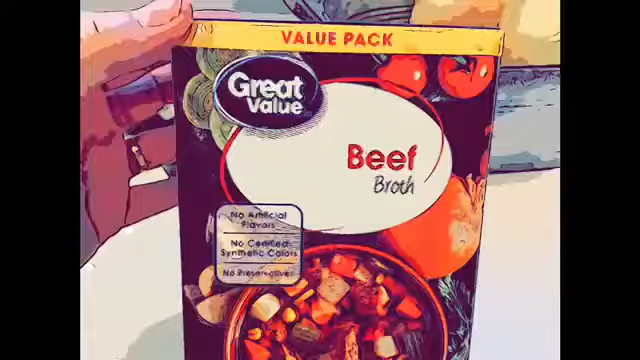 VALUE PACK
Great
Value
Beef
Broth
No Artificial
Flavors
No Certified
Synthetic Colors
No Preservatives